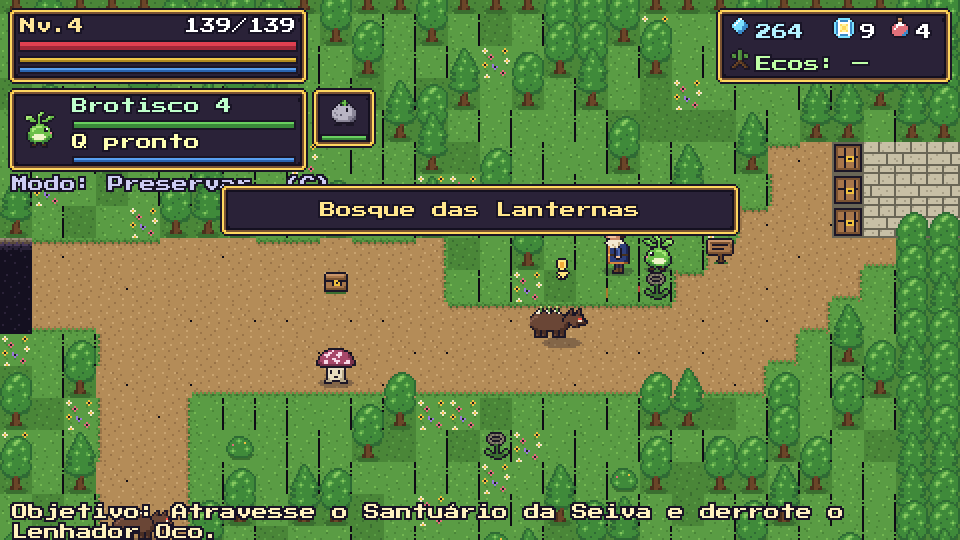 Nv.4 139/139
264 9 4
Ecos: —
Brotisco 4
Q pronto
Modo: Preservar (C)
Bosque das Lanternas
Objetivo: Atravesse o Santuário da Seiva e derrote o
Lenhador Oco.